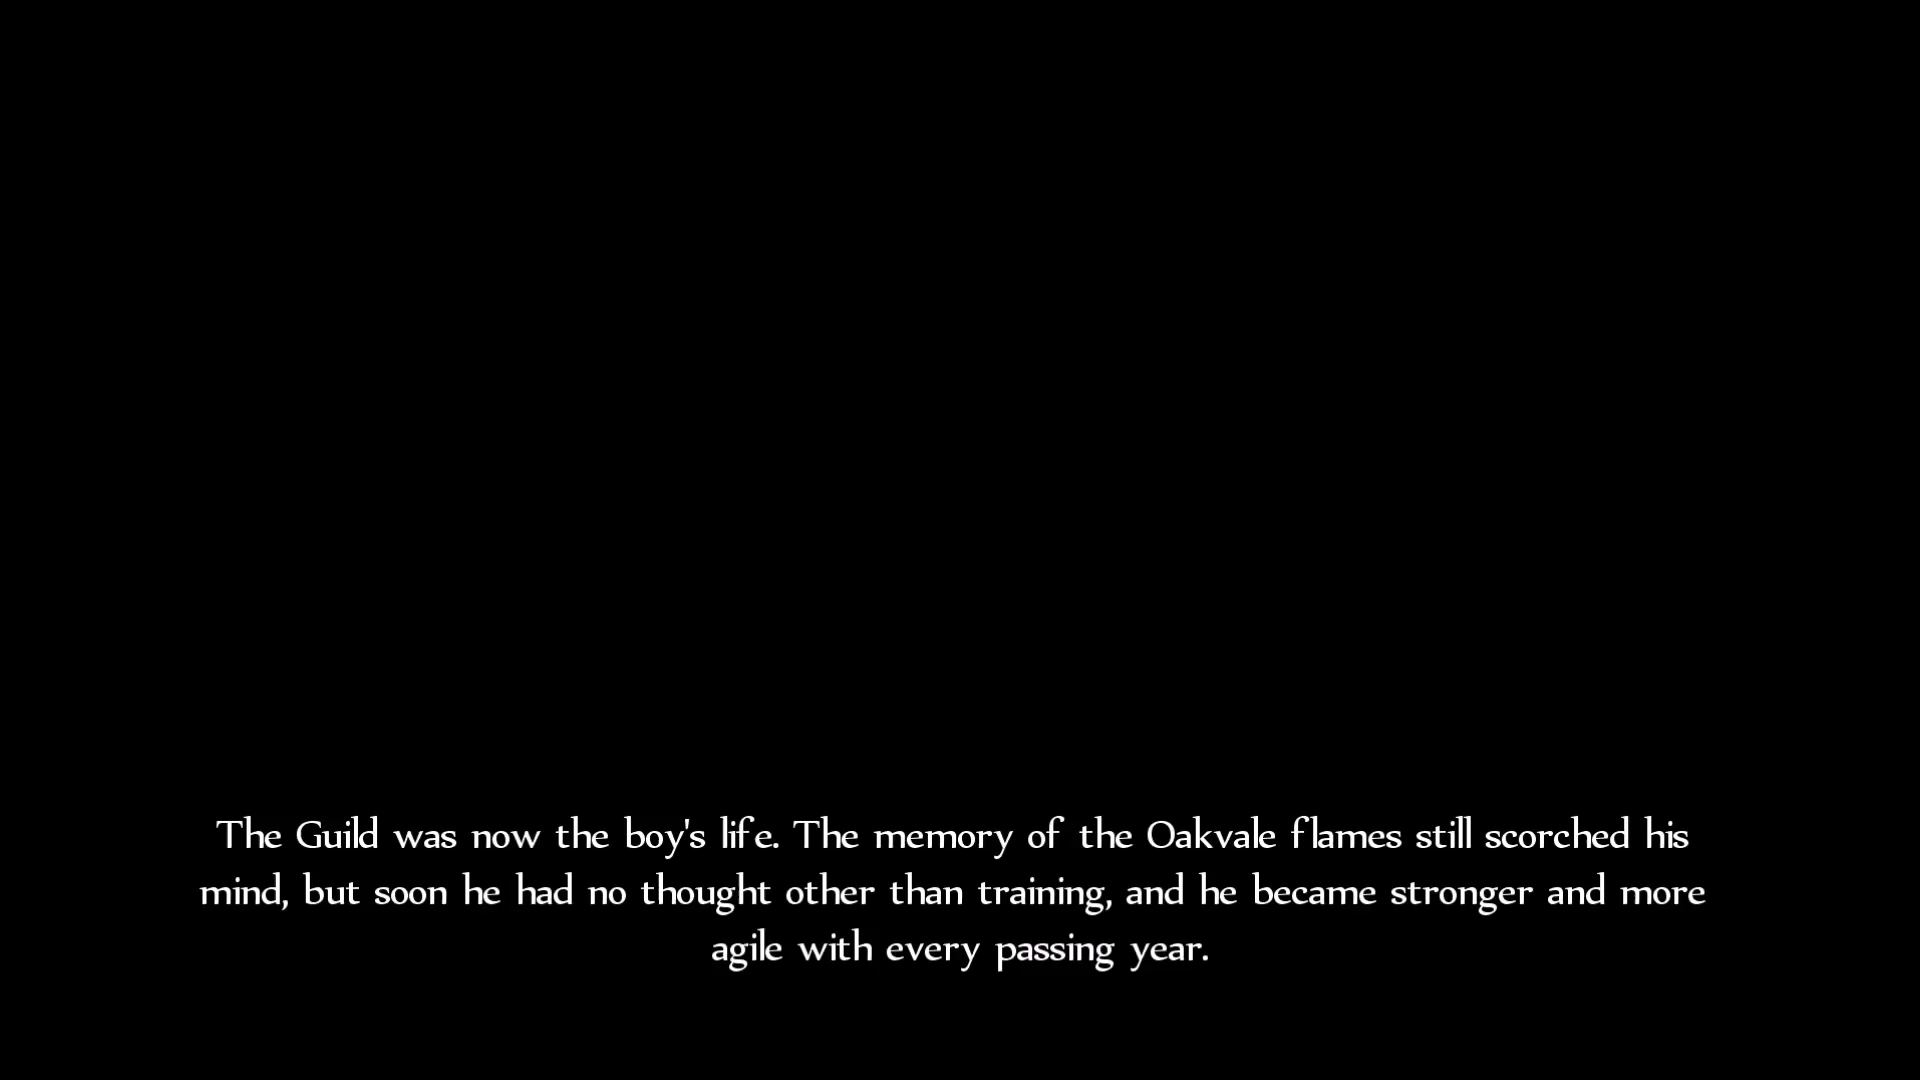 The Guild was now the boy's life. The memory of the Oakvale flames still scorched his
mind, but soon he had no thought other than training, and he became stronger and more
agile with every passing year.